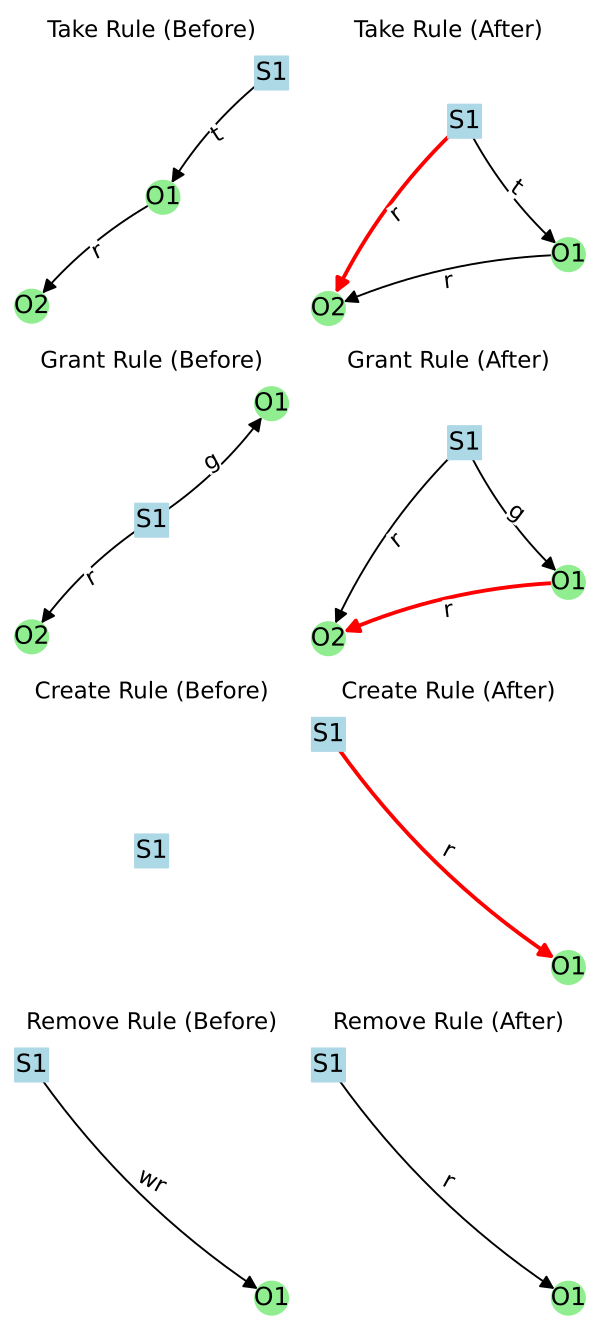 Take Rule (Before)
Take Rule (After)
S1
t
O1
r
O2
S1
r
t
O1
r
O2
Grant Rule (Before)
Grant Rule (After)
O1
g
S1
r
O2
S1
r
g
O1
r
O2
Create Rule (Before)
Create Rule (After)
S1
S1
r
O1
Remove Rule (Before)
Remove Rule (After)
S1
wr
O1
S1
r
O1